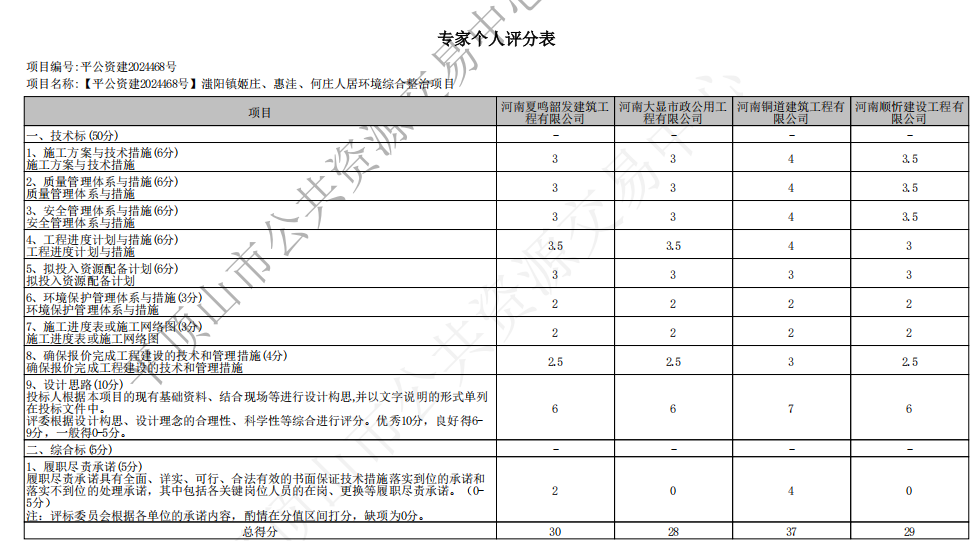 专家个人评分表
项目编号:平公资建2024468号
项目名称:【平公资建2024468号】滍阳镇姬庄、惠洼、何庄人居环境综合整治项目
项目 河南夏鸣韶发建筑工程有限公司 河南大晟市政公用工程有限公司 河南铜道建筑工程有限公司 河南顺忻建设工程有限公司
一、技术标(50分) - - - -
1、施工方案与技术措施(6分)
施工方案与技术措施 3 3 4 3.5
2、质量管理体系与措施(6分)
质量管理体系与措施 3 3 4 3.5
3、安全管理体系与措施(6分)
安全管理体系与措施 3 3 4 3.5
4、工程进度计划与措施(6分)
工程进度计划与措施 3.5 3.5 4 3
5、拟投入资源配备计划(6分)
拟投入资源配备计划 3 3 3 3
6、环境保护管理体系与措施(3分)
环境保护管理体系与措施 2 2 2 2
7、施工进度表或施工网络图(3分)
施工进度表或施工网络图 2 2 2 2
8、确保报价完成工程建设的技术和管理措施(4分)
确保报价完成工程建设的技术和管理措施 2.5 2.5 3 2.5
9、设计思路(10分)
投标人根据本项目的现有基础资料、结合现场等进行设计构思,并以文字说明的形式单列
在投标文件中。
评委根据设计构思、设计理念的合理性、科学性等综合进行评分。优秀10分，良好得6-
9分，一般得0-5分。 6 6 7 6
二、综合标(5分) - - - -
1、履职尽责承诺(5分)
履职尽责承诺具有全面、详实、可行、合法有效的书面保证技术措施落实到位的承诺和
落实不到位的处理承诺，其中包括各关键岗位人员的在岗、更换等履职尽责承诺。（0-
5分）
注：评标委员会根据各单位的承诺内容，酌情在分值区间打分，缺项为0分。 2 0 4 0
总得分 30 28 37 29
平顶山市公共资源交易中心
平顶山市公共资源交易中心